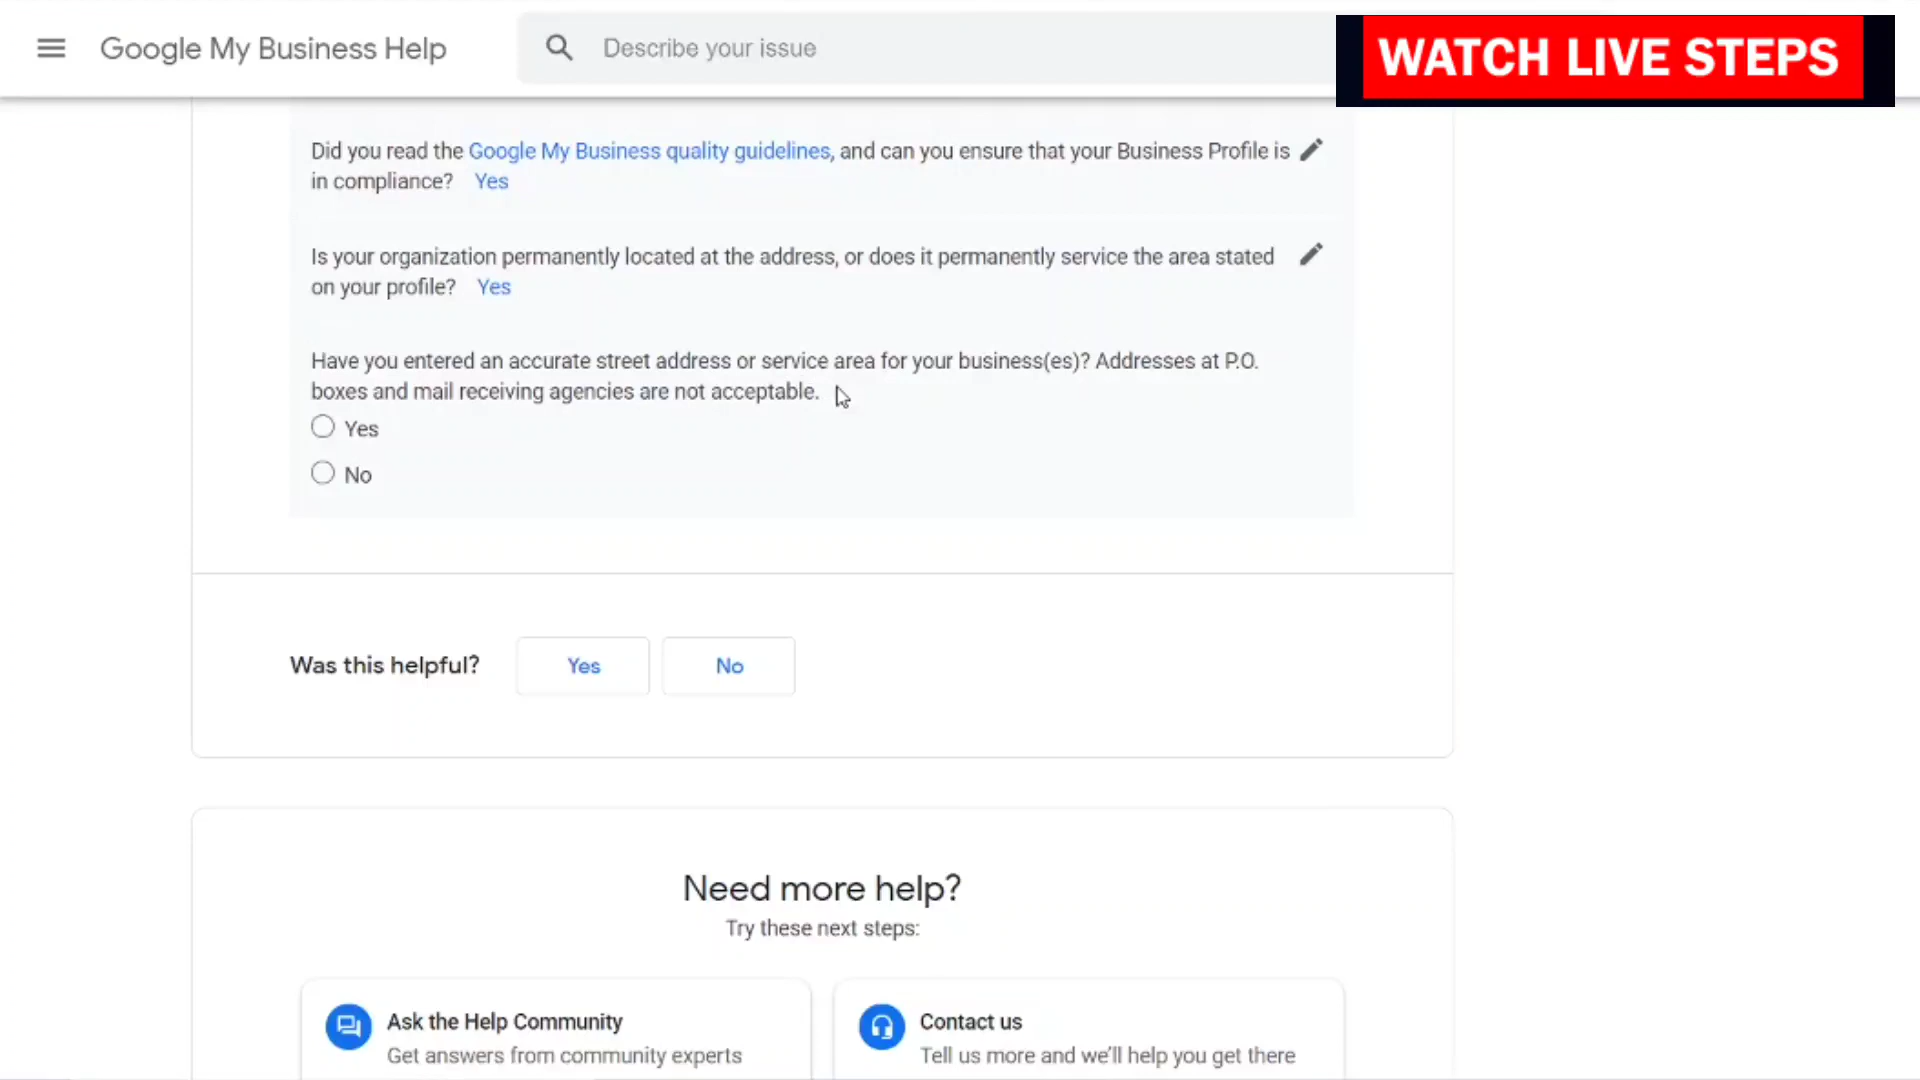 Google My Business Help
Describe your issue
WATCH LIVE STEPS
Did you read the Google My Business quality guidelines, and can you ensure that your Business Profile is
in compliance? Yes
Is your organization permanently located at the address, or does it permanently service the area stated
on your profile? Yes
Have you entered an accurate street address or service area for your business(es)? Addresses at P.O.
boxes and mail receiving agencies are not acceptable.
Yes
No
Was this helpful? Yes No
Need more help?
Try these next steps:
Ask the Help Community
Get answers from community experts
Contact us
Tell us more and we'll help you get there